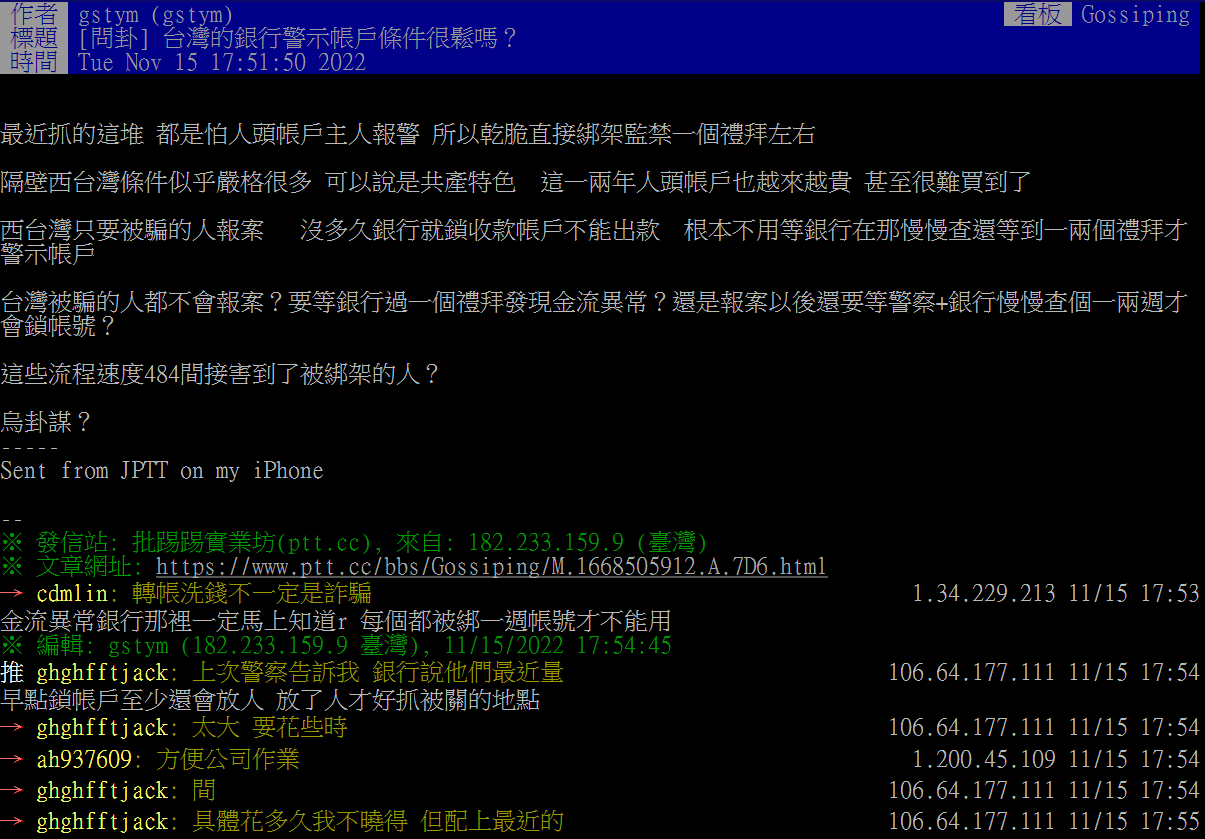 作者 gstym (gstym) 看板 Gossiping
標題 [問卦] 台灣的銀行警示帳戶條件很鬆嗎？
時間 Tue Nov 15 17:51:50 2022
最近抓的這堆 都是怕人頭帳戶主人報警 所以乾脆直接綁架監禁一個禮拜左右
隔壁西台灣條件似乎嚴格很多 可以說是共產特色  這一兩年人頭帳戶也越來越貴 甚至很難買到了
西台灣只要被騙的人報案   沒多久銀行就鎖收款帳戶不能出款  根本不用等銀行在那慢慢查還等到一兩個禮拜才
警示帳戶
台灣被騙的人都不會報案？要等銀行過一個禮拜發現金流異常？還是報案以後還要等警察+銀行慢慢查個一兩週才
會鎖帳號？
這些流程速度484間接害到了被綁架的人？
烏卦謀？
-----
Sent from JPTT on my iPhone
--
※ 發信站: 批踢踢實業坊(ptt.cc), 來自: 182.233.159.9 (臺灣)
※ 文章網址: https://www.ptt.cc/bbs/Gossiping/M.1668505912.A.7D6.html
→ cdmlin: 轉帳洗錢不一定是詐騙 1.34.229.213 11/15 17:53
金流異常銀行那裡一定馬上知道r 每個都被綁一週帳號才不能用
※ 編輯: gstym (182.233.159.9 臺灣), 11/15/2022 17:54:45
推 ghghfftjack: 上次警察告訴我 銀行說他們最近量 106.64.177.111 11/15 17:54
早點鎖帳戶至少還會放人 放了人才好抓被關的地點
→ ghghfftjack: 太大 要花些時 106.64.177.111 11/15 17:54
→ ah937609: 方便公司作業 1.200.45.109 11/15 17:54
→ ghghfftjack: 間 106.64.177.111 11/15 17:54
→ ghghfftjack: 具體花多久我不曉得 但配上最近的 106.64.177.111 11/15 17:55